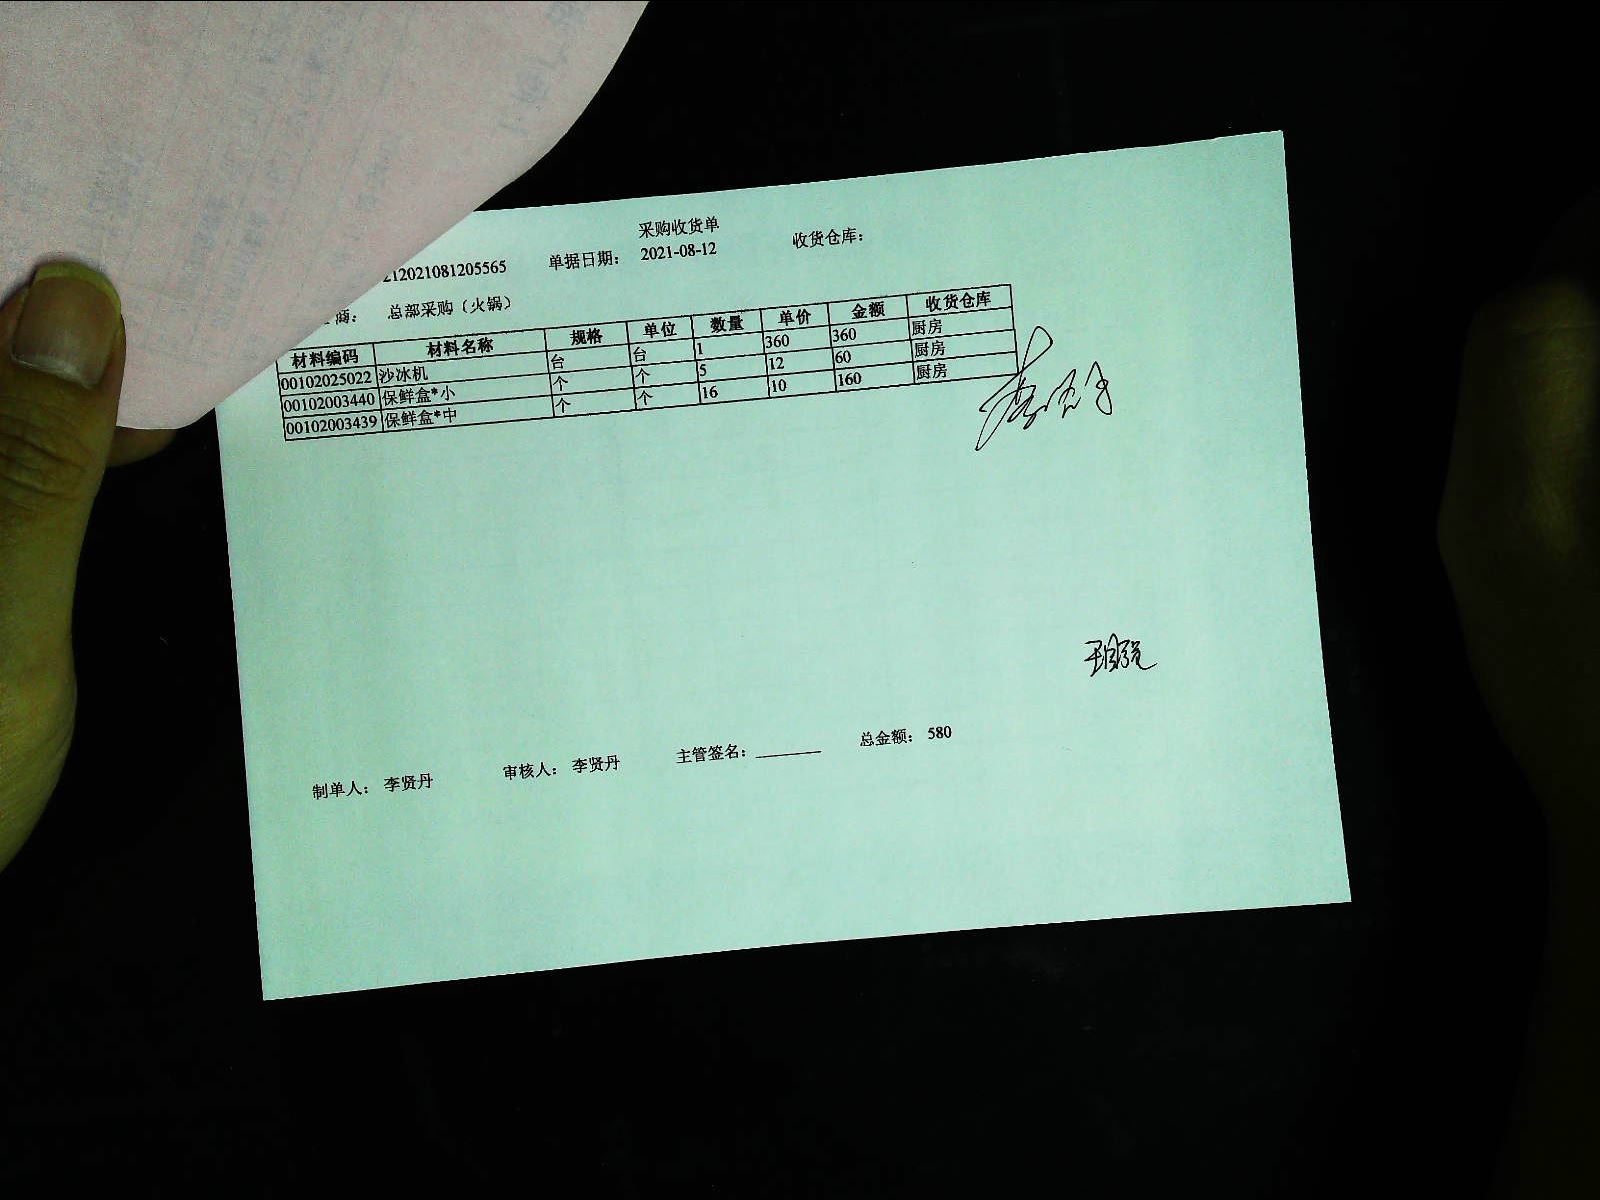 采购收货单
212021081205565 单据日期： 2021-08-12 收货仓库：
商： 总部采购（火锅）
材料编码 材料名称 规格 单位 数量 单价 金额 收货仓库
00102025022 沙冰机 台 台 1 360 360 厨房
00102003440 保鲜盒*小 个 个 5 12 60 厨房
00102003439 保鲜盒*中 个 个 16 10 160 厨房
制单人： 李贤丹 审核人： 李贤丹 主管签名：________ 总金额： 580